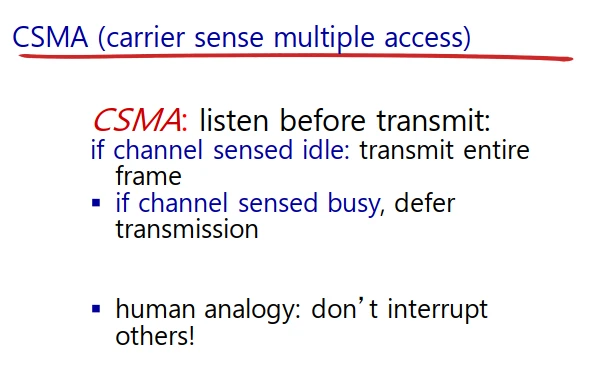 CSMA (carrier sense multiple access)
CSMA: listen before transmit:
if channel sensed idle: transmit entire
frame
▪ if channel sensed busy, defer
transmission
▪ human analogy: don’t interrupt
others!